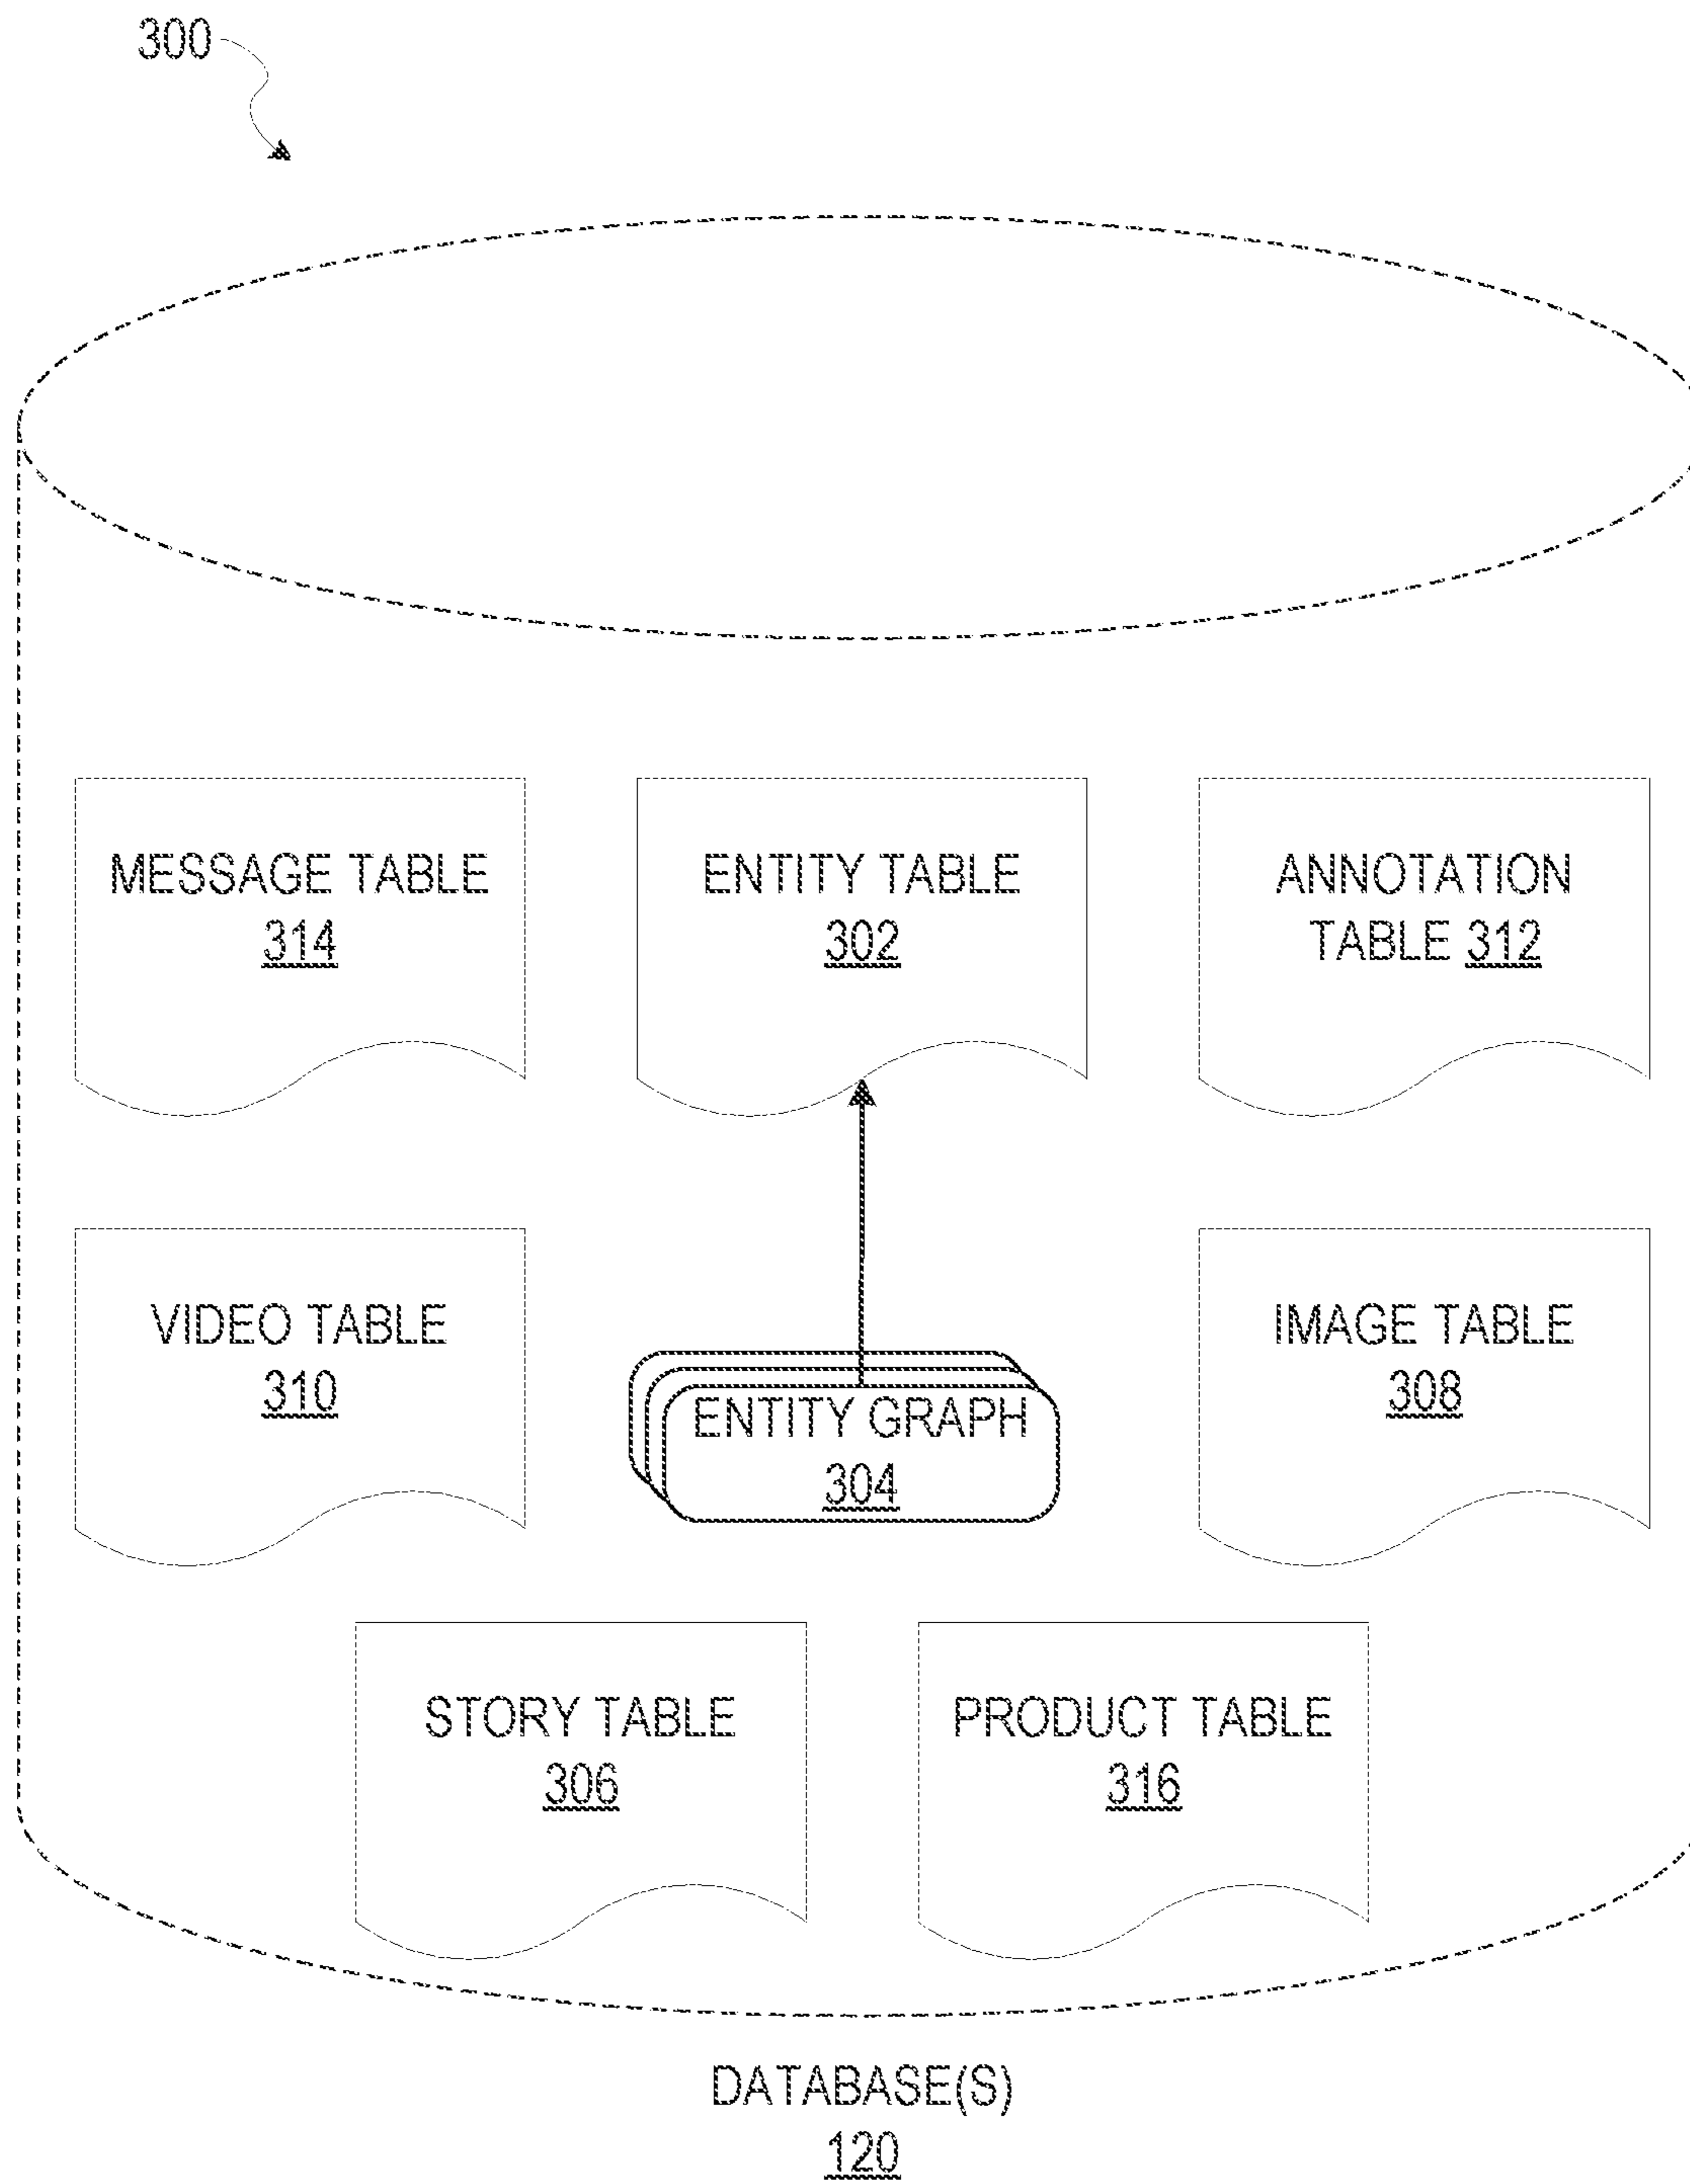 300
MESSAGE TABLE
314
ENTITY TABLE
302
ANNOTATION
TABLE 312
VIDEO TABLE
310
ENTITY GRAPH
304
IMAGE TABLE
308
STORY TABLE
306
PRODUCT TABLE
316
DATABASE(S)
120